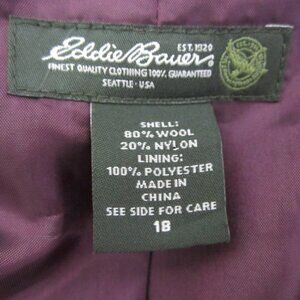 Eddie Bauer
EST. 1920
FINEST QUALITY CLOTHING 100% GUARANTEED
SEATTLE · USA
SHELL:
80% WOOL
20% NYLON
LINING:
100% POLYESTER
MADE IN
CHINA
SEE SIDE FOR CARE
18